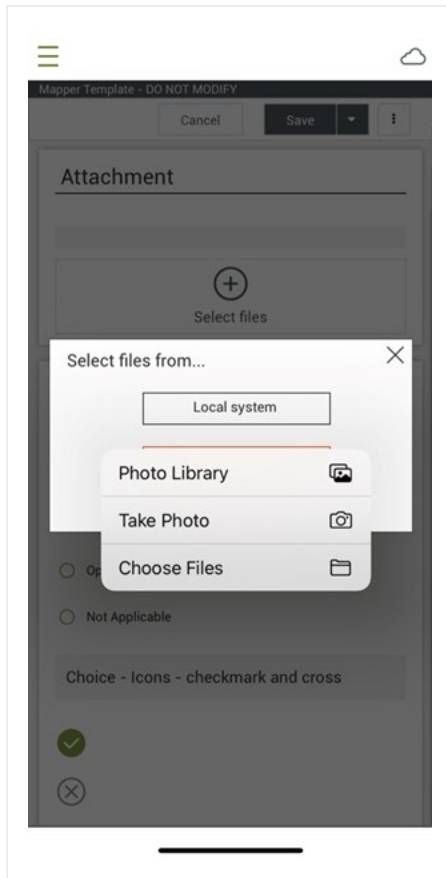 Mapper Template - DO NOT MODIFY
Cancel
Save
Attachment
Select files
Select files from...
Local system
Photo Library
Take Photo
Choose Files
Not Applicable
Choice - Icons - checkmark and cross